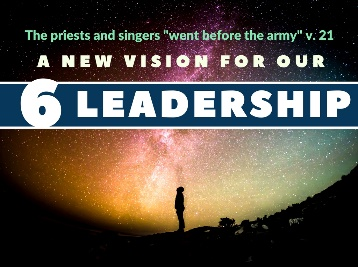 The priests and singers "went before the army" v. 21
A NEW VISION FOR OUR
6 LEADERSHIP